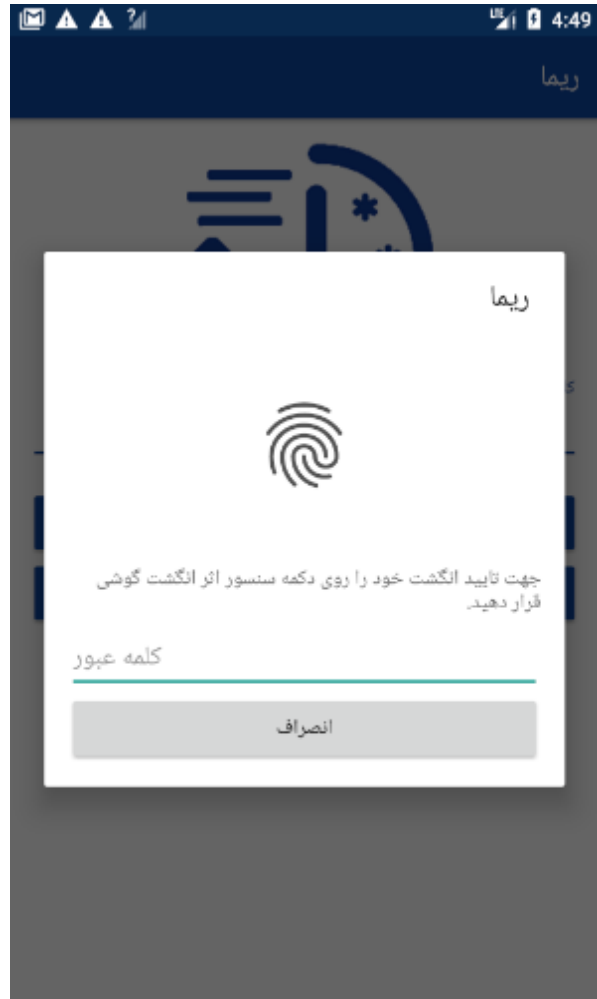 4:49
ریما
ی
ریما
جهت تایید انگشت خود را روی دکمه سنسور اثر انگشت گوشی
قرار دهید.
کلمه عبور
انصراف